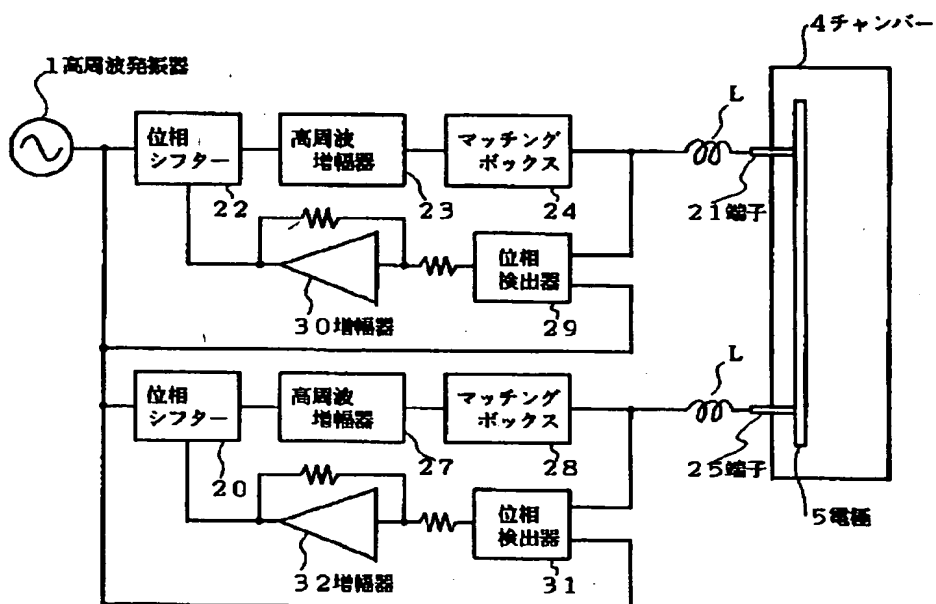 4チャンバー
1高周波発振器
L
位相
シフター
高周波
増幅器
マッチング
ボックス
22
23
24
21端子
位相
検出器
30増幅器
29
L
位相
シフター
高周波
増幅器
マッチング
ボックス
20
27
28
25端子
位相
検出器
5電極
32増幅器
31